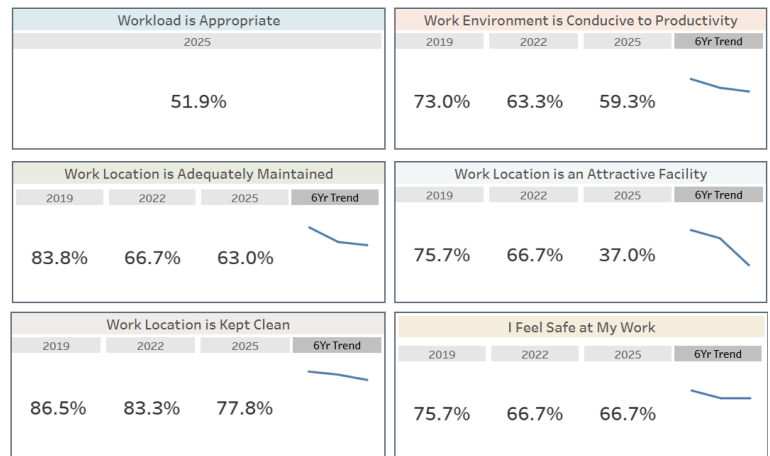 Workload is Appropriate
2025
51.9%
Work Environment is Conducive to Productivity
2019 2022 2025 6Yr Trend
73.0% 63.3% 59.3%
Work Location is Adequately Maintained
2019 2022 2025 6Yr Trend
83.8% 66.7% 63.0%
Work Location is an Attractive Facility
2019 2022 2025 6Yr Trend
75.7% 66.7% 37.0%
Work Location is Kept Clean
2019 2022 2025 6Yr Trend
86.5% 83.3% 77.8%
I Feel Safe at My Work
2019 2022 2025 6Yr Trend
75.7% 66.7% 66.7%